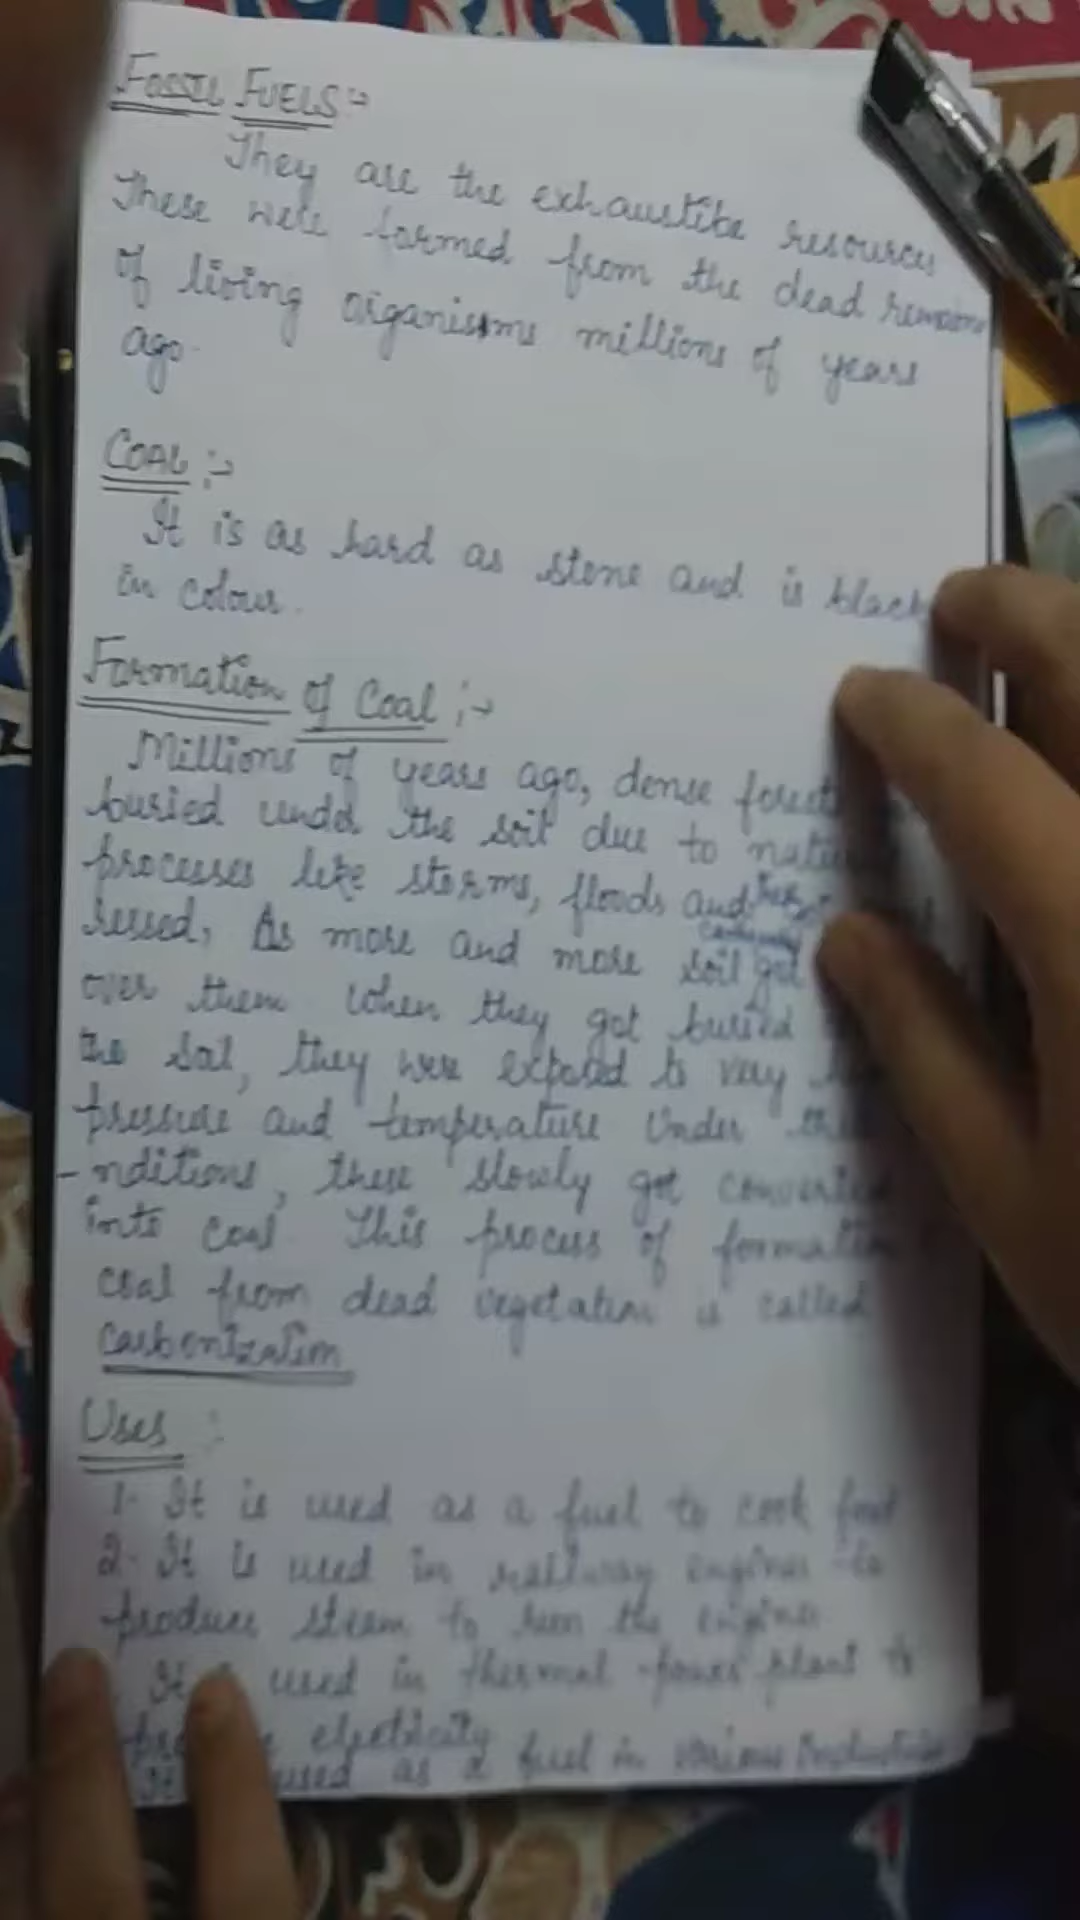 FOSSIL FUELS :-
They are the exhaustible resources
These were formed from the dead remains
of living organisms millions of years
ago.
COAL :-
It is as hard as stone and is black
in colour.
Formation of Coal :-
Millions of years ago, dense forest
buried under the soil due to
processes like storms, floods and got
ressed, As more and more soil got
over them. When they got buried
the soil, they were exposed to very
pressure and temperature Under
- nditions, these slowly got converted
into coal. This process of formation
coal from dead vegetation is called
Carbonization
Uses :-
1. It is used as a fuel to cook food
2. It is used in railway engines to
produce steam to run the engine
It used in thermal power plant to
electricity
It used as a fuel in various Industries